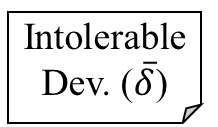 Intolerable
Dev. (δ̄)